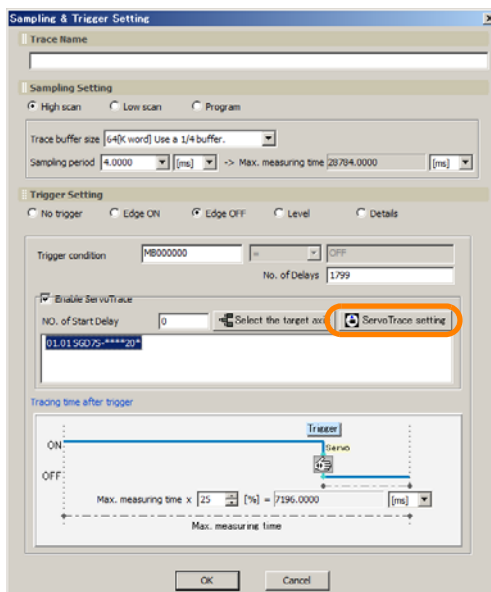 Sampling & Trigger Setting
Trace Name
Sampling Setting
High scan Low scan Program
Trace buffer size 64[K word] Use a 1/4 buffer.
Sampling period 4.0000 [ms] -> Max. measuring time 28784.0000 [ms]
Trigger Setting
No trigger Edge ON Edge OFF Level Details
Trigger condition MB000000 = OFF
No. of Delays 1799
Enable ServoTrace
NO. of Start Delay 0 Select the target axi ServoTrace setting
01.01 SGD7S-****20*
Tracing time after trigger
Trigger
ON
Servo
OFF
Max. measuring time x 25 [%] = 7196.0000 [ms]
Max. measuring time
OK Cancel